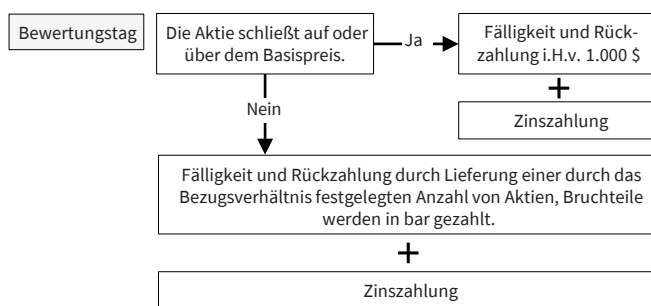 Bewertungstag
Die Aktie schließt auf oder
über dem Basispreis.
Ja
Fälligkeit und Rück-
zahlung i.H.v. 1.000 $
+
Zinszahlung
Nein
Fälligkeit und Rückzahlung durch Lieferung einer durch das
Bezugsverhältnis festgelegten Anzahl von Aktien, Bruchteile
werden in bar gezahlt.
+
Zinszahlung